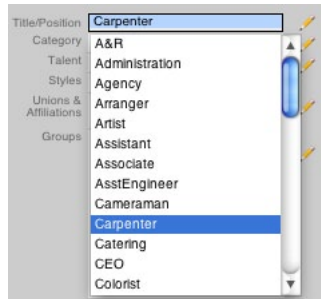 Title/Position Carpenter
Category
Talent
Styles
Unions &
Affiliations
Groups
A&R
Administration
Agency
Arranger
Artist
Assistant
Associate
AsstEngineer
Cameraman
Carpenter
Catering
CEO
Colorist